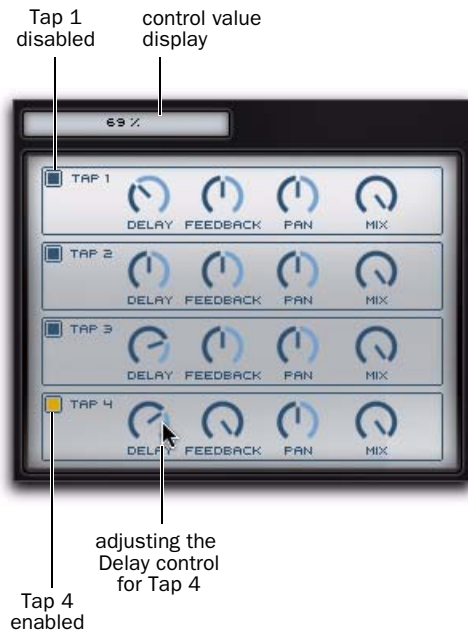 Tap 1
disabled
control value
display
69 %
TAP 1
DELAY FEEDBACK PAN MIX
TAP 2
DELAY FEEDBACK PAN MIX
TAP 3
DELAY FEEDBACK PAN MIX
TAP 4
DELAY FEEDBACK PAN MIX
adjusting the
Delay control
for Tap 4
Tap 4
enabled